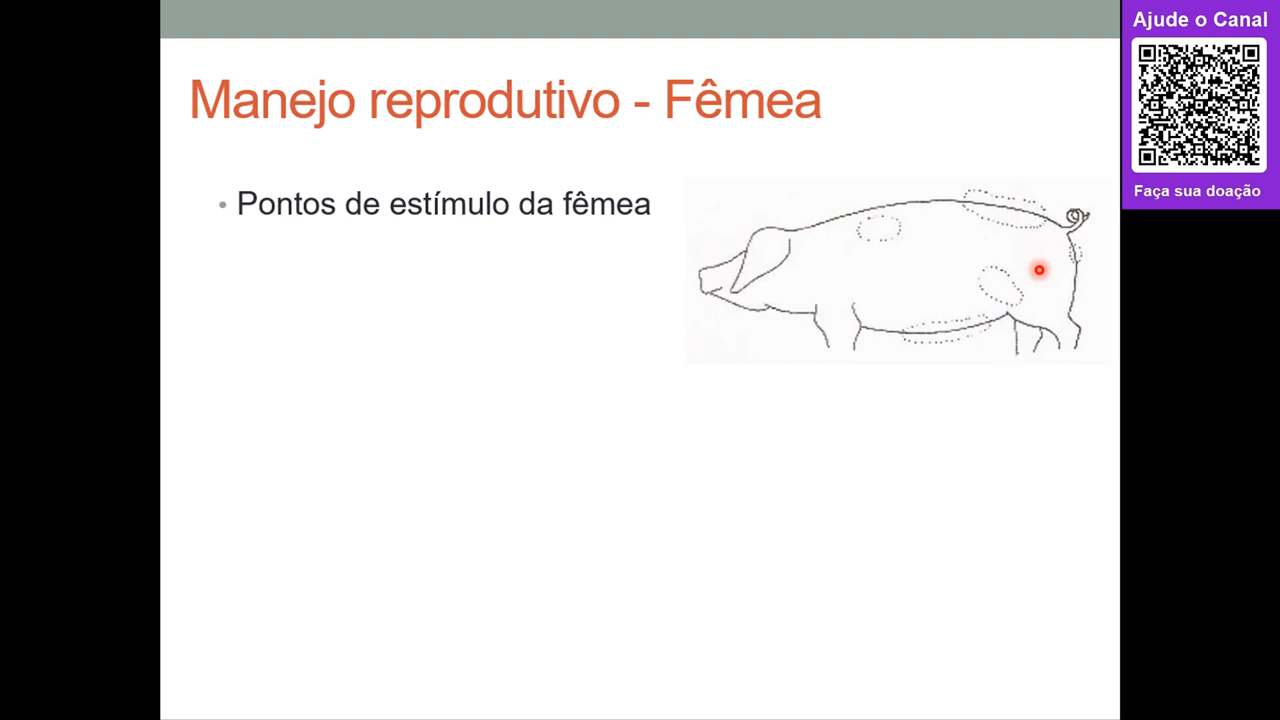 Manejo reprodutivo - Fêmea
• Pontos de estímulo da fêmea
Ajude o Canal
Faça sua doação